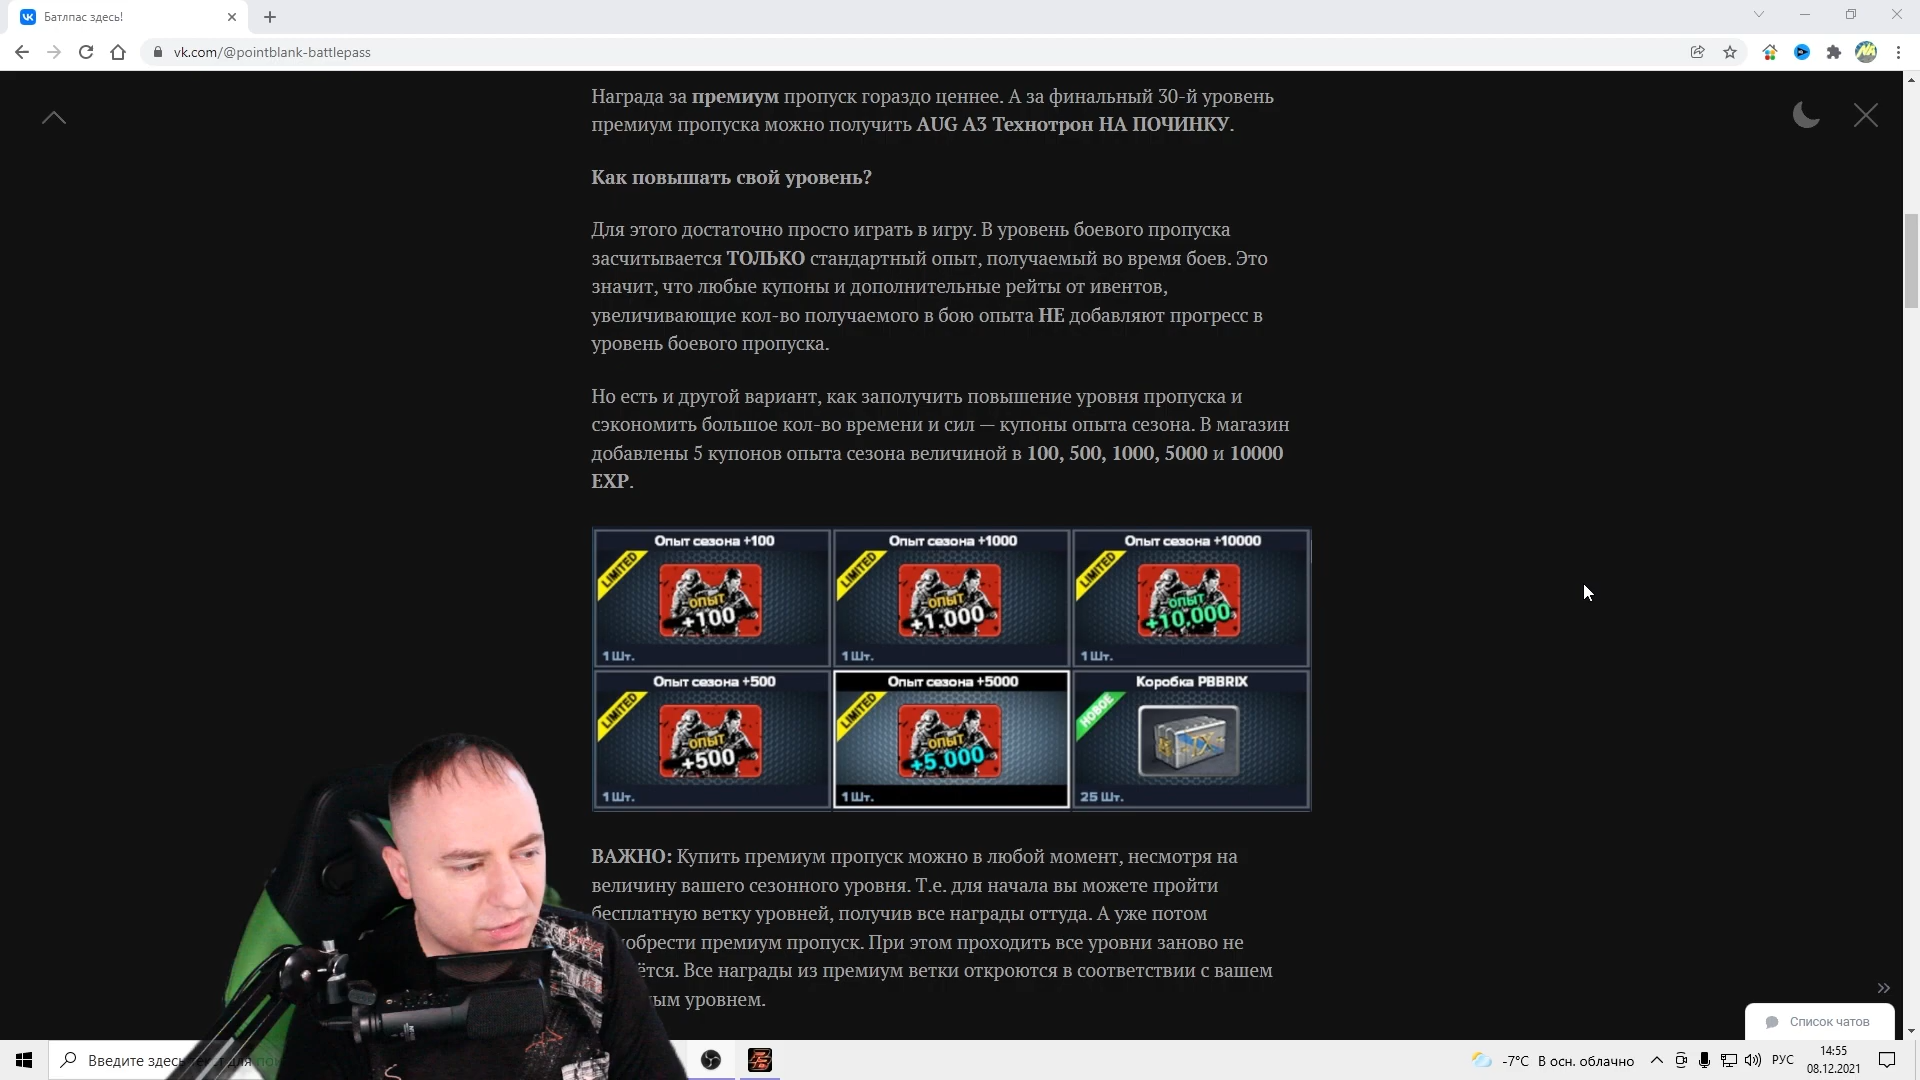 Батлпас здесь!
vk.com/@pointblank-battlepass
Награда за премиум пропуск гораздо ценнее. А за финальный 30-й уровень
премиум пропуска можно получить AUG A3 Технотрон НА ПОЧИНКУ.
Как повышать свой уровень?
Для этого достаточно просто играть в игру. В уровень боевого пропуска
засчитывается ТОЛЬКО стандартный опыт, получаемый во время боев. Это
значит, что любые купоны и дополнительные рейты от ивентов,
увеличивающие кол-во получаемого в бою опыта НЕ добавляют прогресс в
уровень боевого пропуска.
Но есть и другой вариант, как заполучить повышение уровня пропуска и
сэкономить большое кол-во времени и сил — купоны опыта сезона. В магазин
добавлены 5 купонов опыта сезона величиной в 100, 500, 1000, 5000 и 10000
EXP.
Опыт сезона +100
LIMITED
ОПЫТ
+100
1 Шт.
Опыт сезона +1000
LIMITED
ОПЫТ
+1.000
1 Шт.
Опыт сезона +10000
LIMITED
ОПЫТ
+10,000
1 Шт.
Опыт сезона +500
LIMITED
ОПЫТ
+500
1 Шт.
Опыт сезона +5000
LIMITED
ОПЫТ
+5.000
1 Шт.
Коробка PBBRIX
НОВОЕ
25 Шт.
ВАЖНО: Купить премиум пропуск можно в любой момент, несмотря на
величину вашего сезонного уровня. Т.е. для начала вы можете пройти
бесплатную ветку уровней, получив все награды оттуда. А уже потом
обрести премиум пропуск. При этом проходить все уровни заново не
ётся. Все награды из премиум ветки откроются в соответствии с вашем
ым уровнем.
Список чатов
Введите здесь
-7°C В осн. облачно
РУС
14:55
08.12.2021